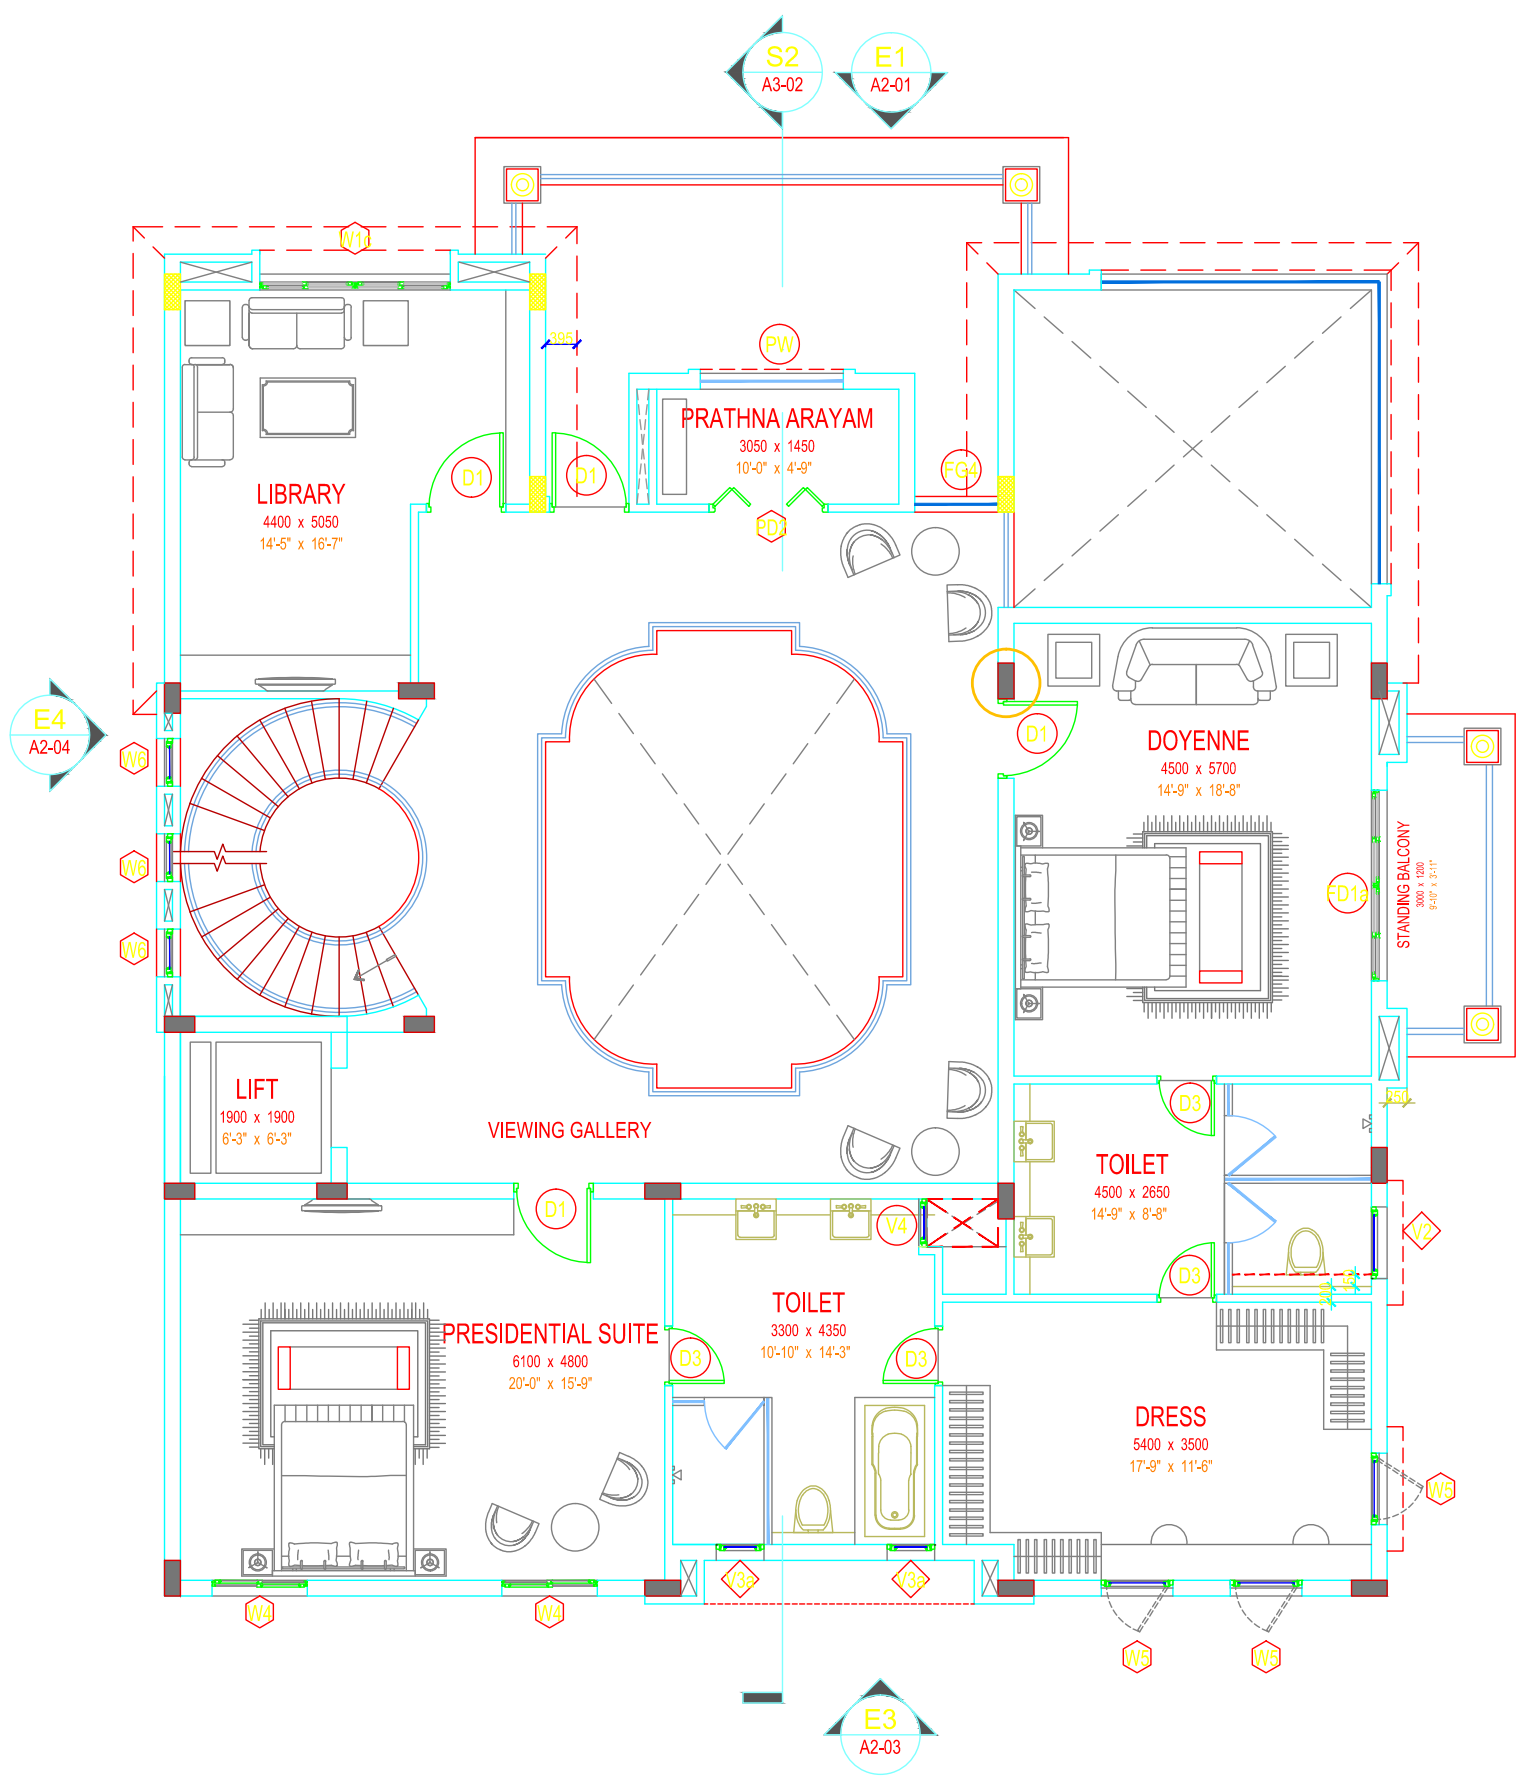 S2
A3-02
E1
A2-01
W1c
395
PW
PRATHNA ARAYAM
3050 x 1450
10'-0" x 4'-9"
FG4
D1
D1
LIBRARY
4400 x 5050
14'-5" x 16'-7"
PD2
E4
A2-04
W6
W6
W6
D1
DOYENNE
4500 x 5700
14'-9" x 18'-8"
FD1a
STANDING BALCONY
3000 x 1200
9'-10" x 3'-11"
LIFT
1900 x 1900
6'-3" x 6'-3"
VIEWING GALLERY
D3
TOILET
4500 x 2650
14'-9" x 8'-8"
D1
V4
V2
D3
TOILET
3300 x 4350
10'-10" x 14'-3"
PRESIDENTIAL SUITE
6100 x 4800
20'-0" x 15'-9"
D3
D3
DRESS
5400 x 3500
17'-9" x 11'-6"
W5
V3a
V3a
W4
W4
W5
W5
E3
A2-03